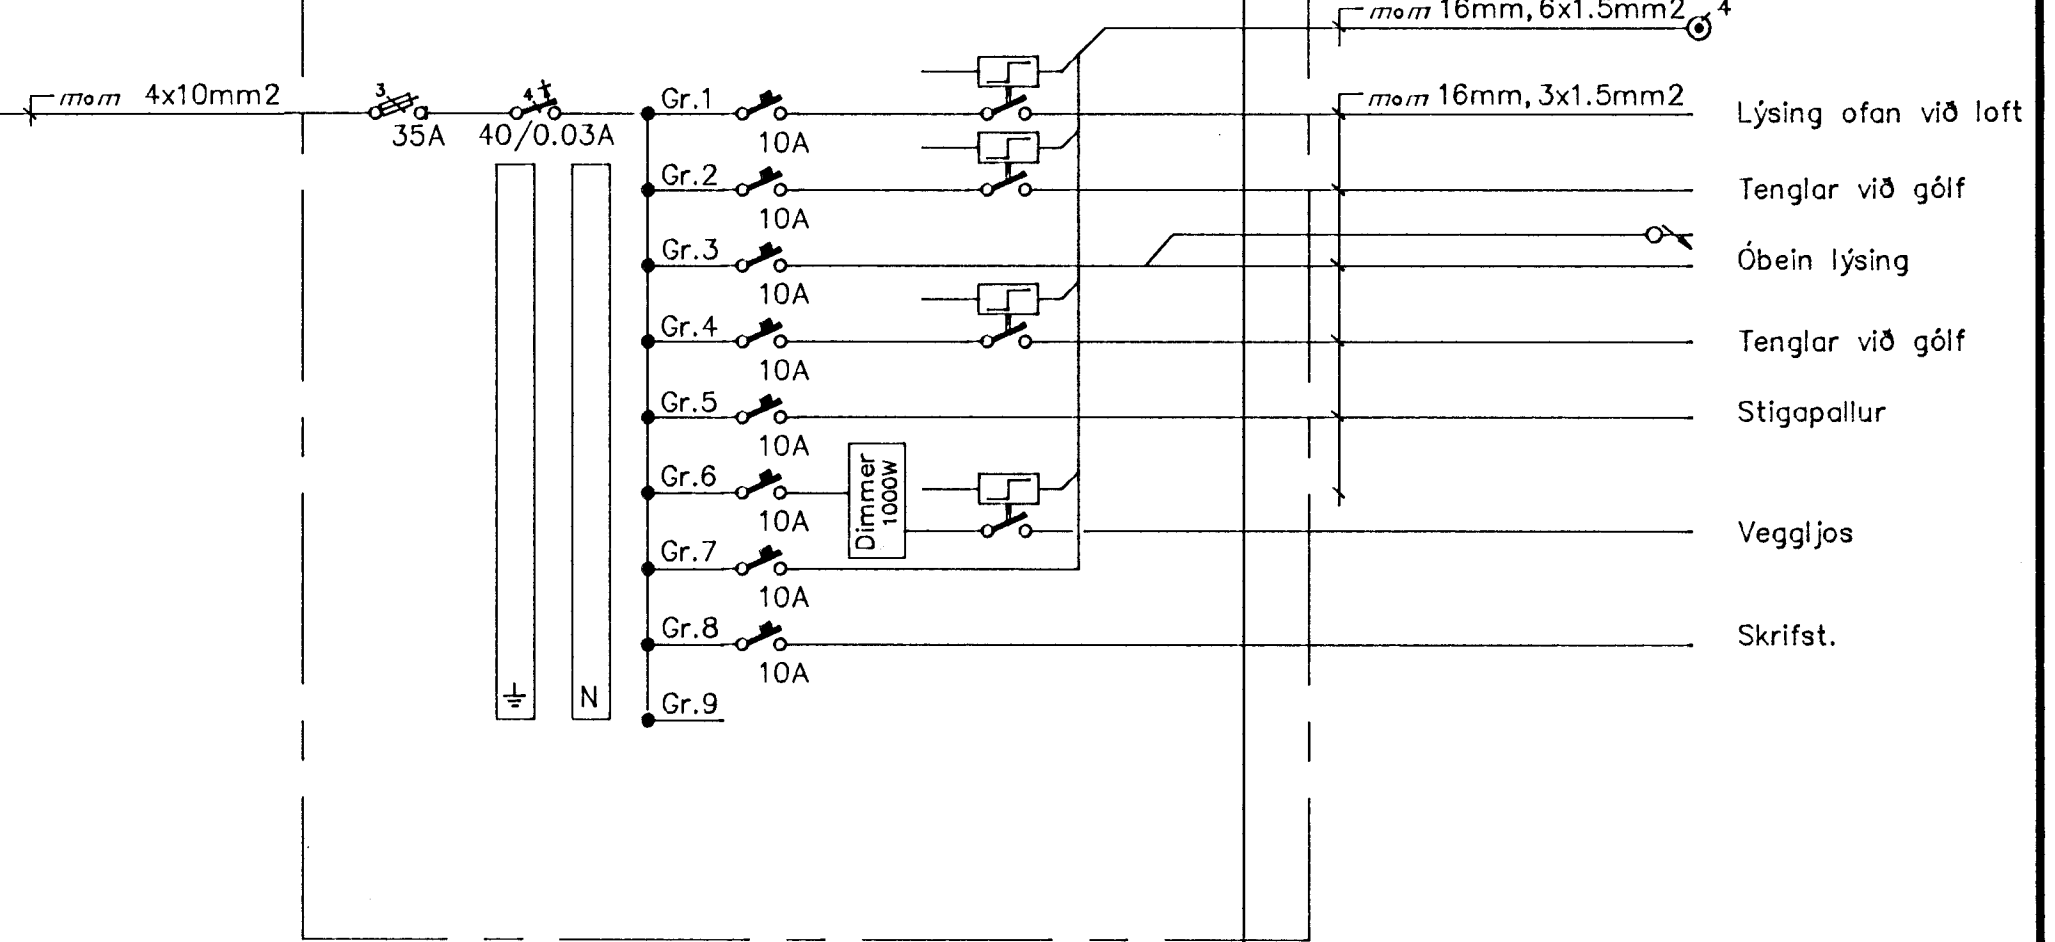 mom 16mm, 6x1.5mm2 4
mom 4x10mm2
3
35A
4
40/0.03A
Gr.1
10A
mom 16mm, 3x1.5mm2
Lýsing ofan við loft
Gr.2
10A
Tenglar við gólf
Gr.3
10A
Óbein lýsing
Gr.4
10A
Tenglar við gólf
Gr.5
10A
Stigapallur
Gr.6
10A
Dimmer
1000W
Veggljos
Gr.7
10A
Gr.8
10A
Skrifst.
N
Gr.9